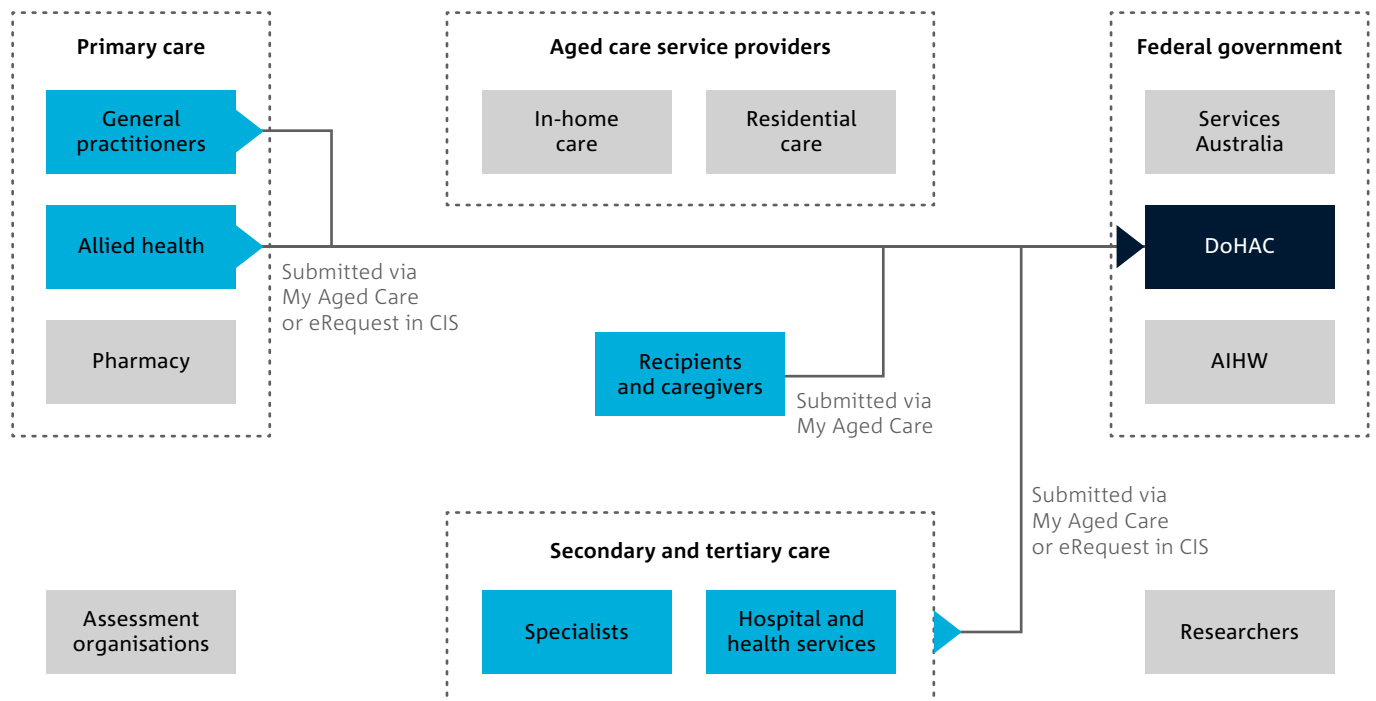 Primary care
General
practitioners
Allied health
Pharmacy
Submitted via
My Aged Care
or eRequest in CIS
Aged care service providers
In-home
care
Residential
care
Recipients
and caregivers
Submitted via
My Aged Care
Federal government
Services
Australia
DoHAC
AIHW
Submitted via
My Aged Care
or eRequest in CIS
Assessment
organisations
Secondary and tertiary care
Specialists
Hospital and
health services
Researchers